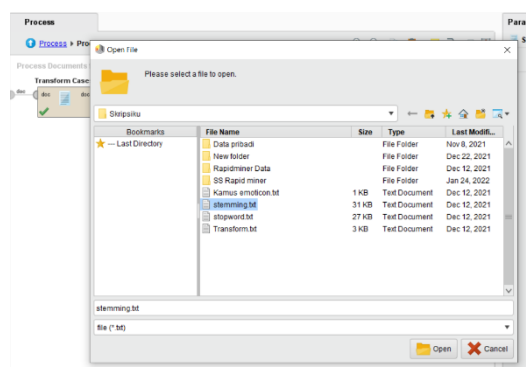 Process
Para
Process ▸ Pro
Process Documents
Transform Case
doc
doc
doc
Open File
Please select a file to open.
Skripsiku
Bookmarks
--- Last Directory
File Name Size Type Last Modifi...
Data pribadi File Folder Nov 8, 2021
New folder File Folder Dec 22, 2021
Rapidminer Data File Folder Dec 12, 2021
SS Rapid miner File Folder Jan 24, 2022
Kamus emoticon.txt 1 KB Text Document Dec 12, 2021
stemming.txt 31 KB Text Document Dec 12, 2021
stopword.txt 27 KB Text Document Dec 12, 2021
Transform.txt 3 KB Text Document Dec 12, 2021
stemming.txt
file (*.txt)
Open
Cancel